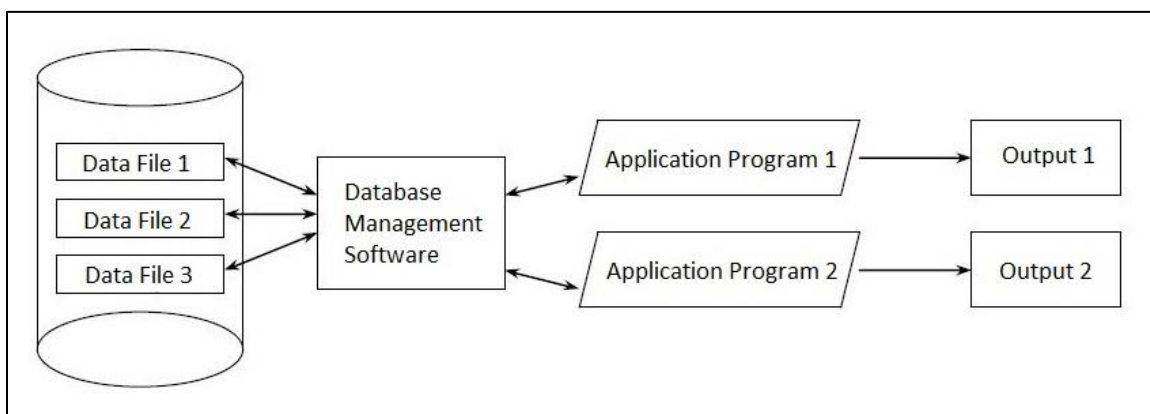 Data File 1
Data File 2
Data File 3
Database
Management
Software
Application Program 1
Application Program 2
Output 1
Output 2